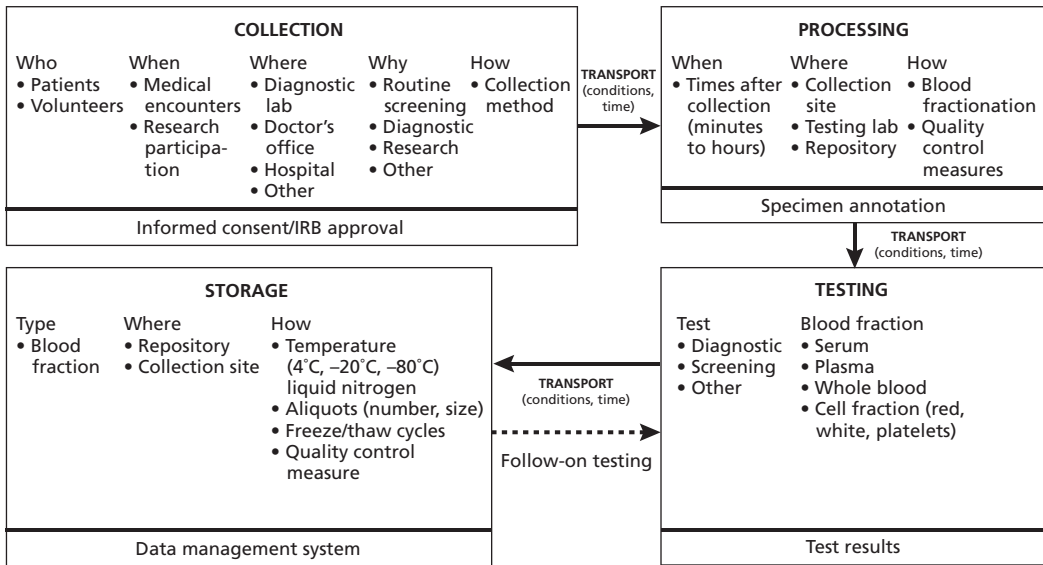 COLLECTION
Who
• Patients
• Volunteers
When
• Medical
encounters
• Research
participa-
tion
Where
• Diagnostic
lab
• Doctor's
office
• Hospital
• Other
Why
• Routine
screening
• Diagnostic
• Research
• Other
How
• Collection
method
Informed consent/IRB approval
TRANSPORT
(conditions,
time)
PROCESSING
When
• Times after
collection
(minutes
to hours)
Where
• Collection
site
• Testing lab
• Repository
How
• Blood
fractionation
• Quality
control
measures
Specimen annotation
TRANSPORT
(conditions, time)
STORAGE
Type
• Blood
fraction
Where
• Repository
• Collection site
How
• Temperature
(4˚C, –20˚C, –80˚C)
liquid nitrogen
• Aliquots (number, size)
• Freeze/thaw cycles
• Quality control
measure
Data management system
TRANSPORT
(conditions, time)
Follow-on testing
TESTING
Test
• Diagnostic
• Screening
• Other
Blood fraction
• Serum
• Plasma
• Whole blood
• Cell fraction (red,
white, platelets)
Test results